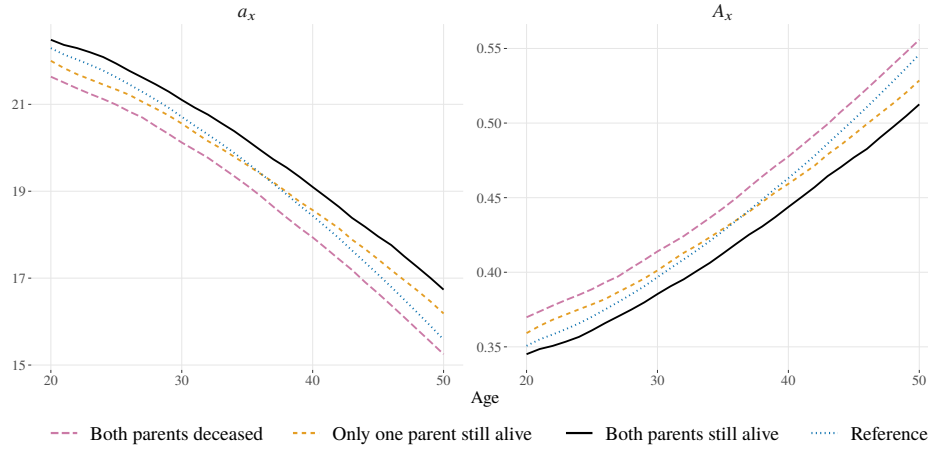 a_x
A_x
21
19
17
15
20
30
40
50
0.55
0.50
0.45
0.40
0.35
20
30
40
50
Age
Both parents deceased
Only one parent still alive
Both parents still alive
Reference